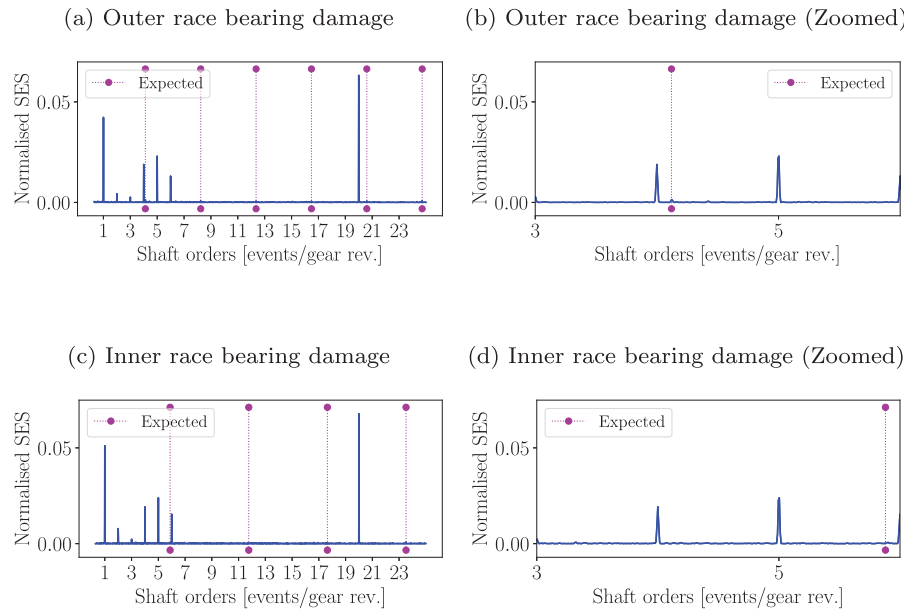 (a) Outer race bearing damage
Normalised SES
0.05
0.00
Expected
1 3 5 7 9 11 13 15 17 19 21 23
Shaft orders [events/gear rev.]
(b) Outer race bearing damage (Zoomed)
Normalised SES
0.05
0.00
Expected
3 5
Shaft orders [events/gear rev.]
(c) Inner race bearing damage
Normalised SES
0.05
0.00
Expected
1 3 5 7 9 11 13 15 17 19 21 23
Shaft orders [events/gear rev.]
(d) Inner race bearing damage (Zoomed)
Normalised SES
0.05
0.00
Expected
3 5
Shaft orders [events/gear rev.]